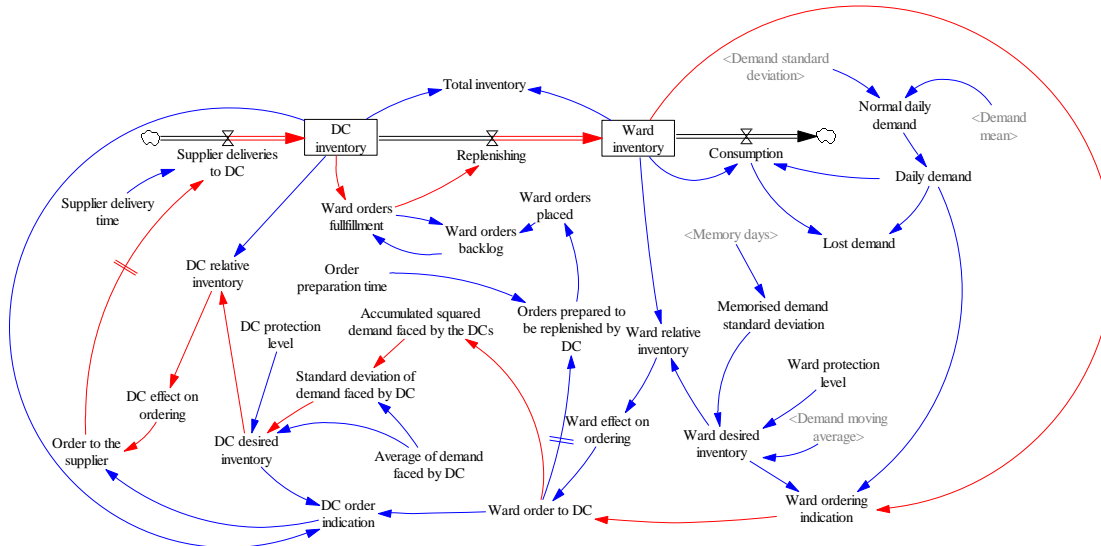 <Demand standard
deviation>
Total inventory
Normal daily
demand
<Demand
mean>
DC
inventory
Ward
inventory
Supplier deliveries
to DC
Replenishing
Consumption
Daily demand
Supplier delivery
time
Ward orders
fullfillment
Ward orders
placed
Ward orders
backlog
Lost demand
<Memory days>
DC relative
inventory
Order
preparation time
Accumulated squared
demand faced by the DCs
Orders prepared to
be replenished by
DC
Memorised demand
standard deviation
DC protection
level
Ward relative
inventory
Ward protection
level
Standard deviation of
demand faced by DC
DC effect on
ordering
Ward effect on
ordering
<Demand moving
average>
Order to the
supplier
DC desired
inventory
Average of demand
faced by DC
Ward desired
inventory
DC order
indication
Ward order to DC
Ward ordering
indication